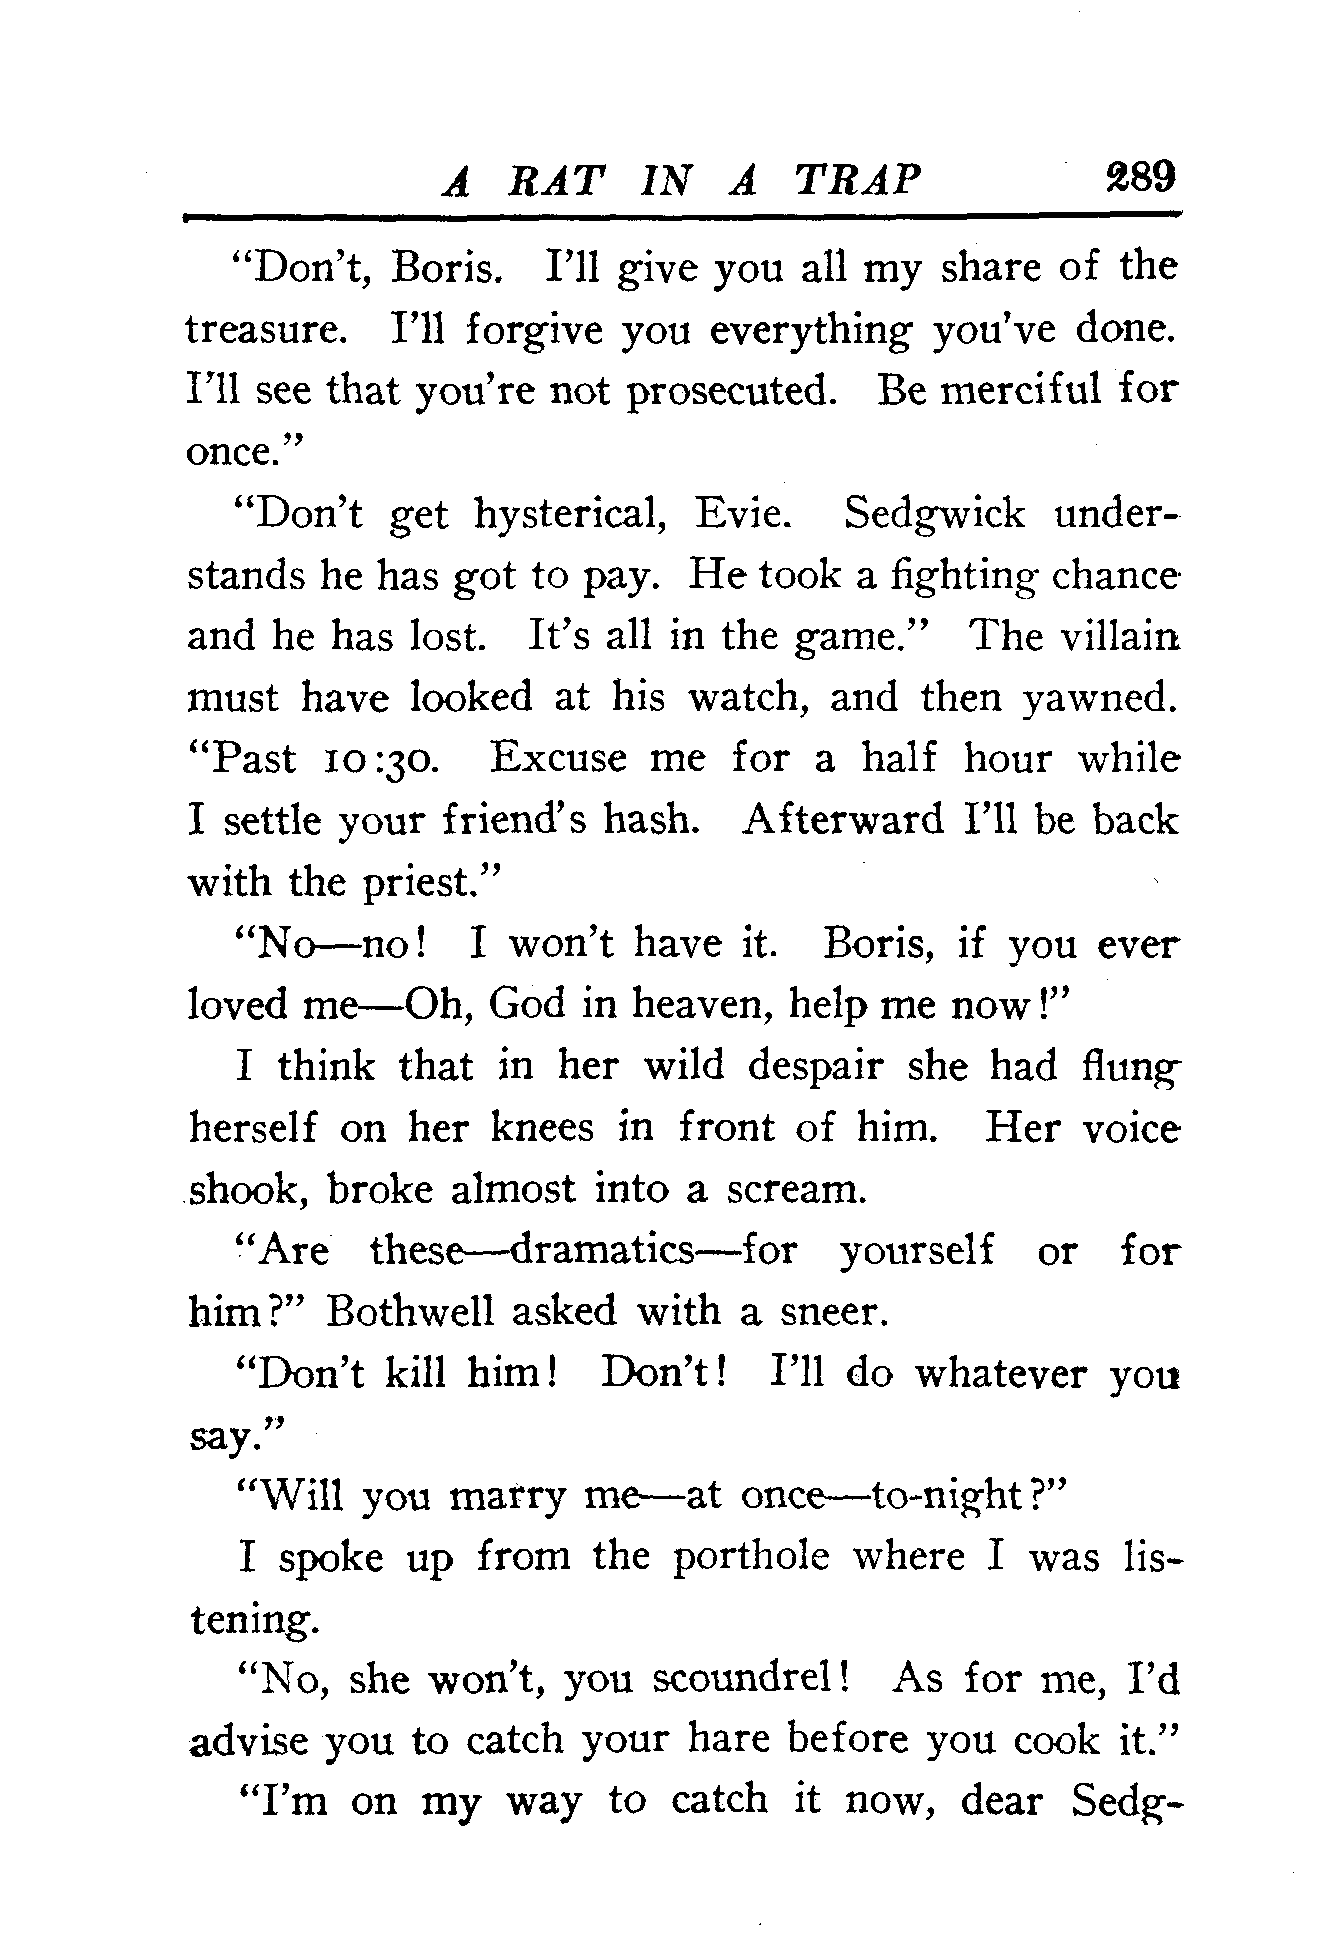 A RAT IN A TRAP 289
"Don't, Boris. I'll give you all my share of the
treasure. I'll forgive you everything you've done.
I'll see that you're not prosecuted. Be merciful for
once."
"Don't get hysterical, Evie. Sedgwick under-
stands he has got to pay. He took a fighting chance
and he has lost. It's all in the game." The villain
must have looked at his watch, and then yawned.
"Past 10:30. Excuse me for a half hour while
I settle your friend's hash. Afterward I'll be back
with the priest."
"No—no! I won't have it. Boris, if you ever
loved me—Oh, God in heaven, help me now!"
I think that in her wild despair she had flung
herself on her knees in front of him. Her voice
shook, broke almost into a scream.
"Are these—dramatics—for yourself or for
him?" Bothwell asked with a sneer.
"Don't kill him! Don't! I'll do whatever you
say."
"Will you marry me—at once—to-night?"
I spoke up from the porthole where I was lis-
tening.
"No, she won't, you scoundrel! As for me, I'd
advise you to catch your hare before you cook it."
"I'm on my way to catch it now, dear Sedg-